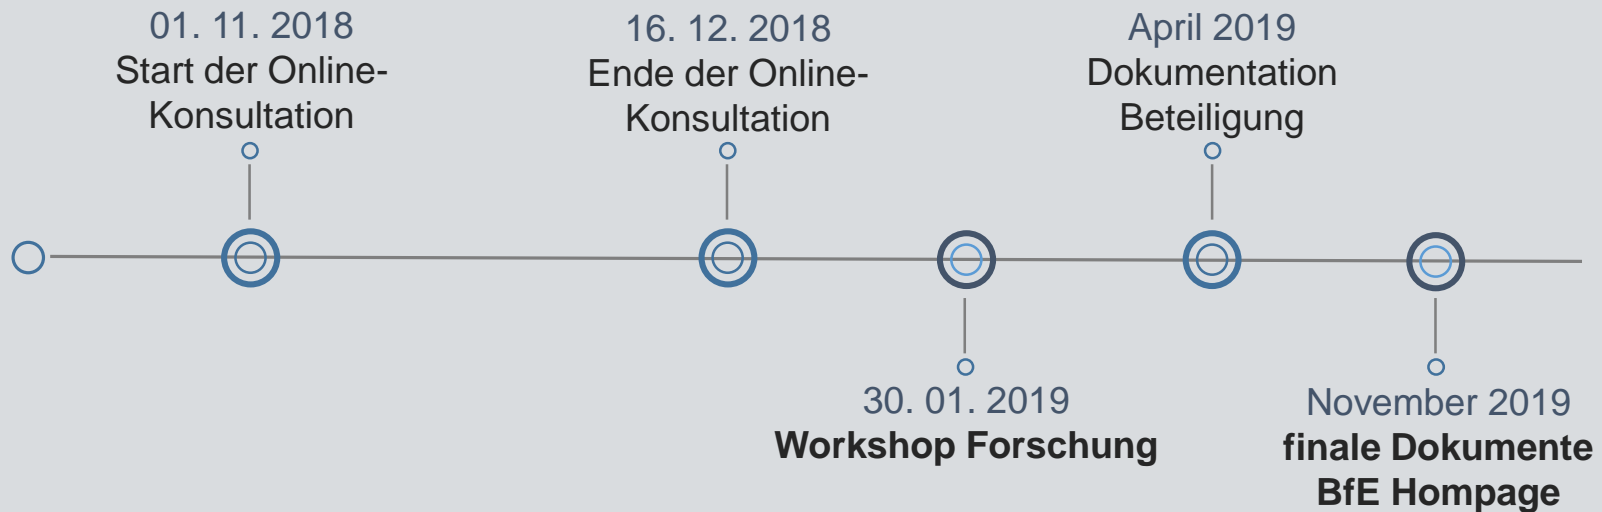 01. 11. 2018
Start der Online-
Konsultation
16. 12. 2018
Ende der Online-
Konsultation
April 2019
Dokumentation
Beteiligung
30. 01. 2019
Workshop Forschung
November 2019
finale Dokumente
BfE Hompage